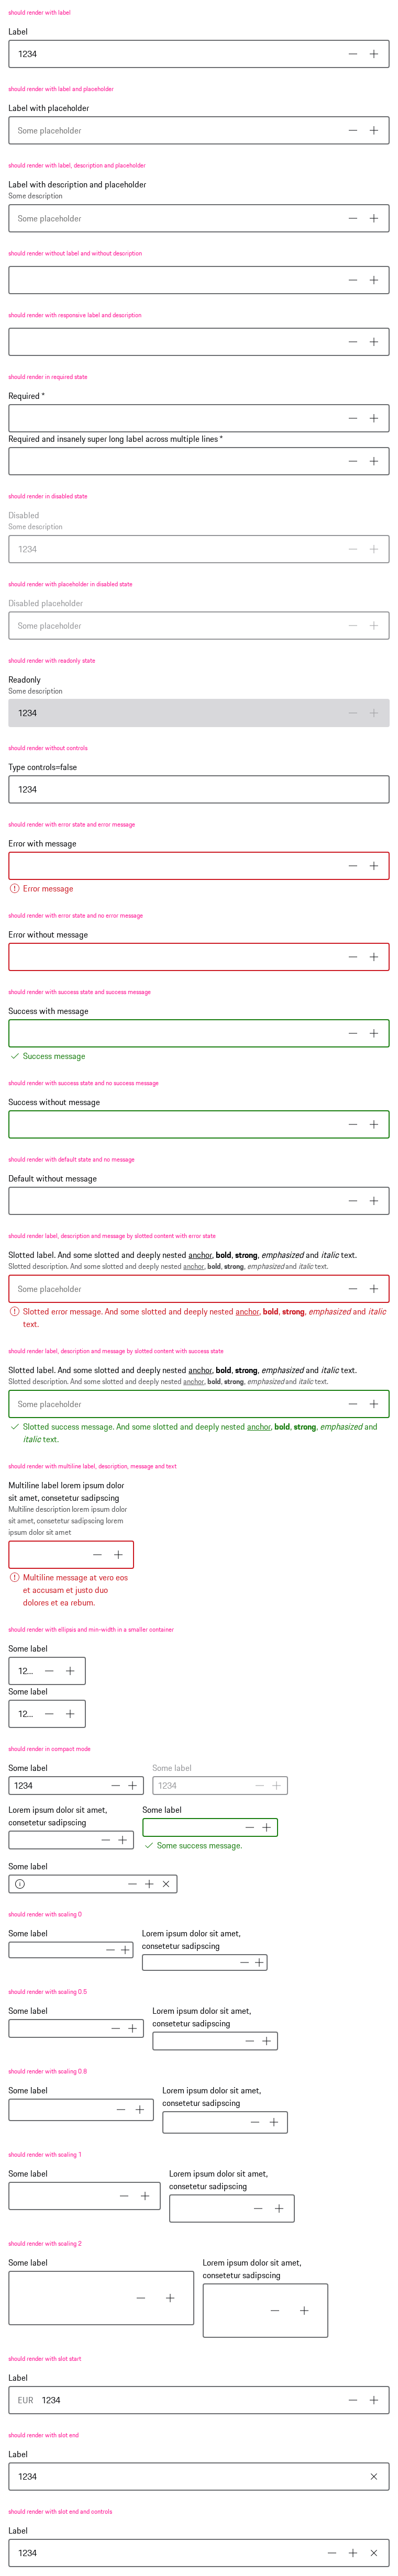 should render with label
Label
1234
should render with label and placeholder
Label with placeholder
Some placeholder
should render with label, description and placeholder
Label with description and placeholder
Some description
Some placeholder
should render without label and without description
should render with responsive label and description
should render in required state
Required *
Required and insanely super long label across multiple lines *
should render in disabled state
Disabled
Some description
1234
should render with placeholder in disabled state
Disabled placeholder
Some placeholder
should render with readonly state
Readonly
Some description
1234
should render without controls
Type controls=false
1234
should render with error state and error message
Error with message
Error message
should render with error state and no error message
Error without message
should render with success state and success message
Success with message
Success message
should render with success state and no success message
Success without message
should render with default state and no message
Default without message
should render label, description and message by slotted content with error state
Slotted label. And some slotted and deeply nested anchor, bold, strong, emphasized and italic text.
Slotted description. And some slotted and deeply nested anchor, bold, strong, emphasized and italic text.
Some placeholder
Slotted error message. And some slotted and deeply nested anchor, bold, strong, emphasized and italic
text.
should render label, description and message by slotted content with success state
Slotted label. And some slotted and deeply nested anchor, bold, strong, emphasized and italic text.
Slotted description. And some slotted and deeply nested anchor, bold, strong, emphasized and italic text.
Some placeholder
Slotted success message. And some slotted and deeply nested anchor, bold, strong, emphasized and
italic text.
should render with multiline label, description, message and text
Multiline label lorem ipsum dolor
sit amet, consetetur sadipscing
Multiline description lorem ipsum dolor
sit amet, consetetur sadipscing lorem
ipsum dolor sit amet
Multiline message at vero eos
et accusam et justo duo
dolores et ea rebum.
should render with ellipsis and min-width in a smaller container
Some label
12...
Some label
12...
should render in compact mode
Some label Some label
1234 1234
Lorem ipsum dolor sit amet, Some label
consetetur sadipscing
Some success message.
Some label
should render with scaling 0
Some label Lorem ipsum dolor sit amet,
consetetur sadipscing
should render with scaling 0.5
Some label Lorem ipsum dolor sit amet,
consetetur sadipscing
should render with scaling 0.8
Some label Lorem ipsum dolor sit amet,
consetetur sadipscing
should render with scaling 1
Some label Lorem ipsum dolor sit amet,
consetetur sadipscing
should render with scaling 2
Some label Lorem ipsum dolor sit amet,
consetetur sadipscing
should render with slot start
Label
EUR 1234
should render with slot end
Label
1234
should render with slot end and controls
Label
1234